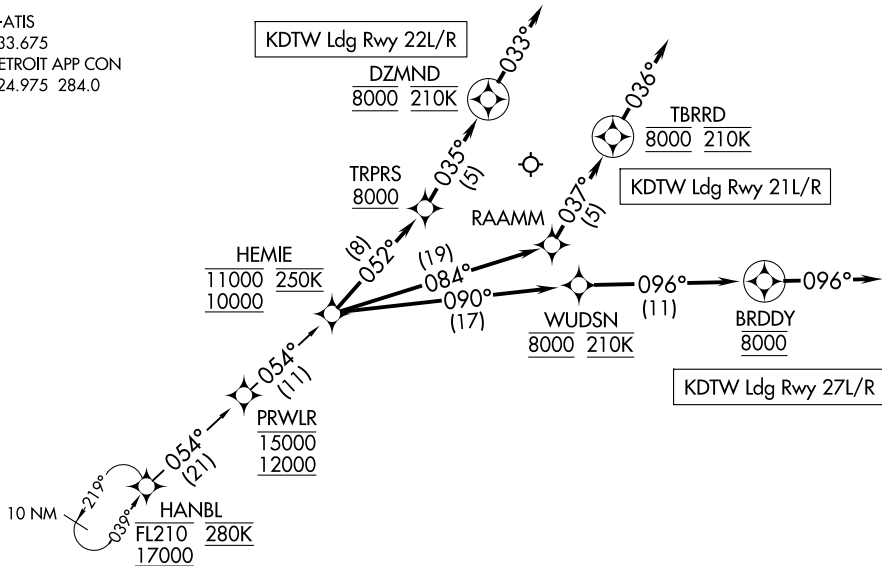 -ATIS
33.675
ETROIT APP CON
24.975 284.0
KDTW Ldg Rwy 22L/R
033°
DZMND
8000 210K
036°
TBRRD
8000 210K
035°
(5)
TRPRS
8000
KDTW Ldg Rwy 21L/R
RAAMM
037°
(5)
HEMIE
11000 250K
10000
(8)
052°
(19)
084°
090°
(17)
096°
(11)
096°
WUDSN
8000 210K
BRDDY
8000
054°
(11)
KDTW Ldg Rwy 27L/R
PRWLR
15000
12000
054°
(21)
219°
039°
10 NM
HANBL
FL210 280K
17000